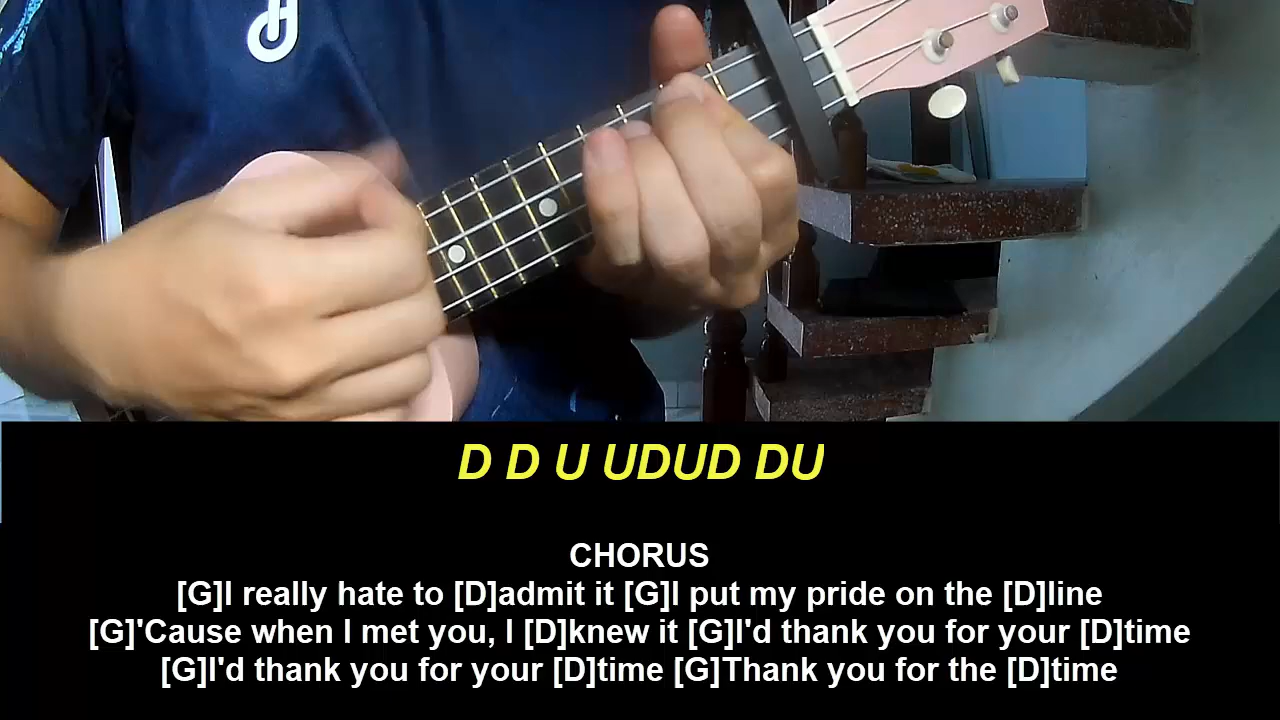 D D U UDUD DU
CHORUS
[G]I really hate to [D]admit it [G]I put my pride on the [D]line
[G]'Cause when I met you, I [D]knew it [G]I'd thank you for your [D]time
[G]I'd thank you for your [D]time [G]Thank you for the [D]time